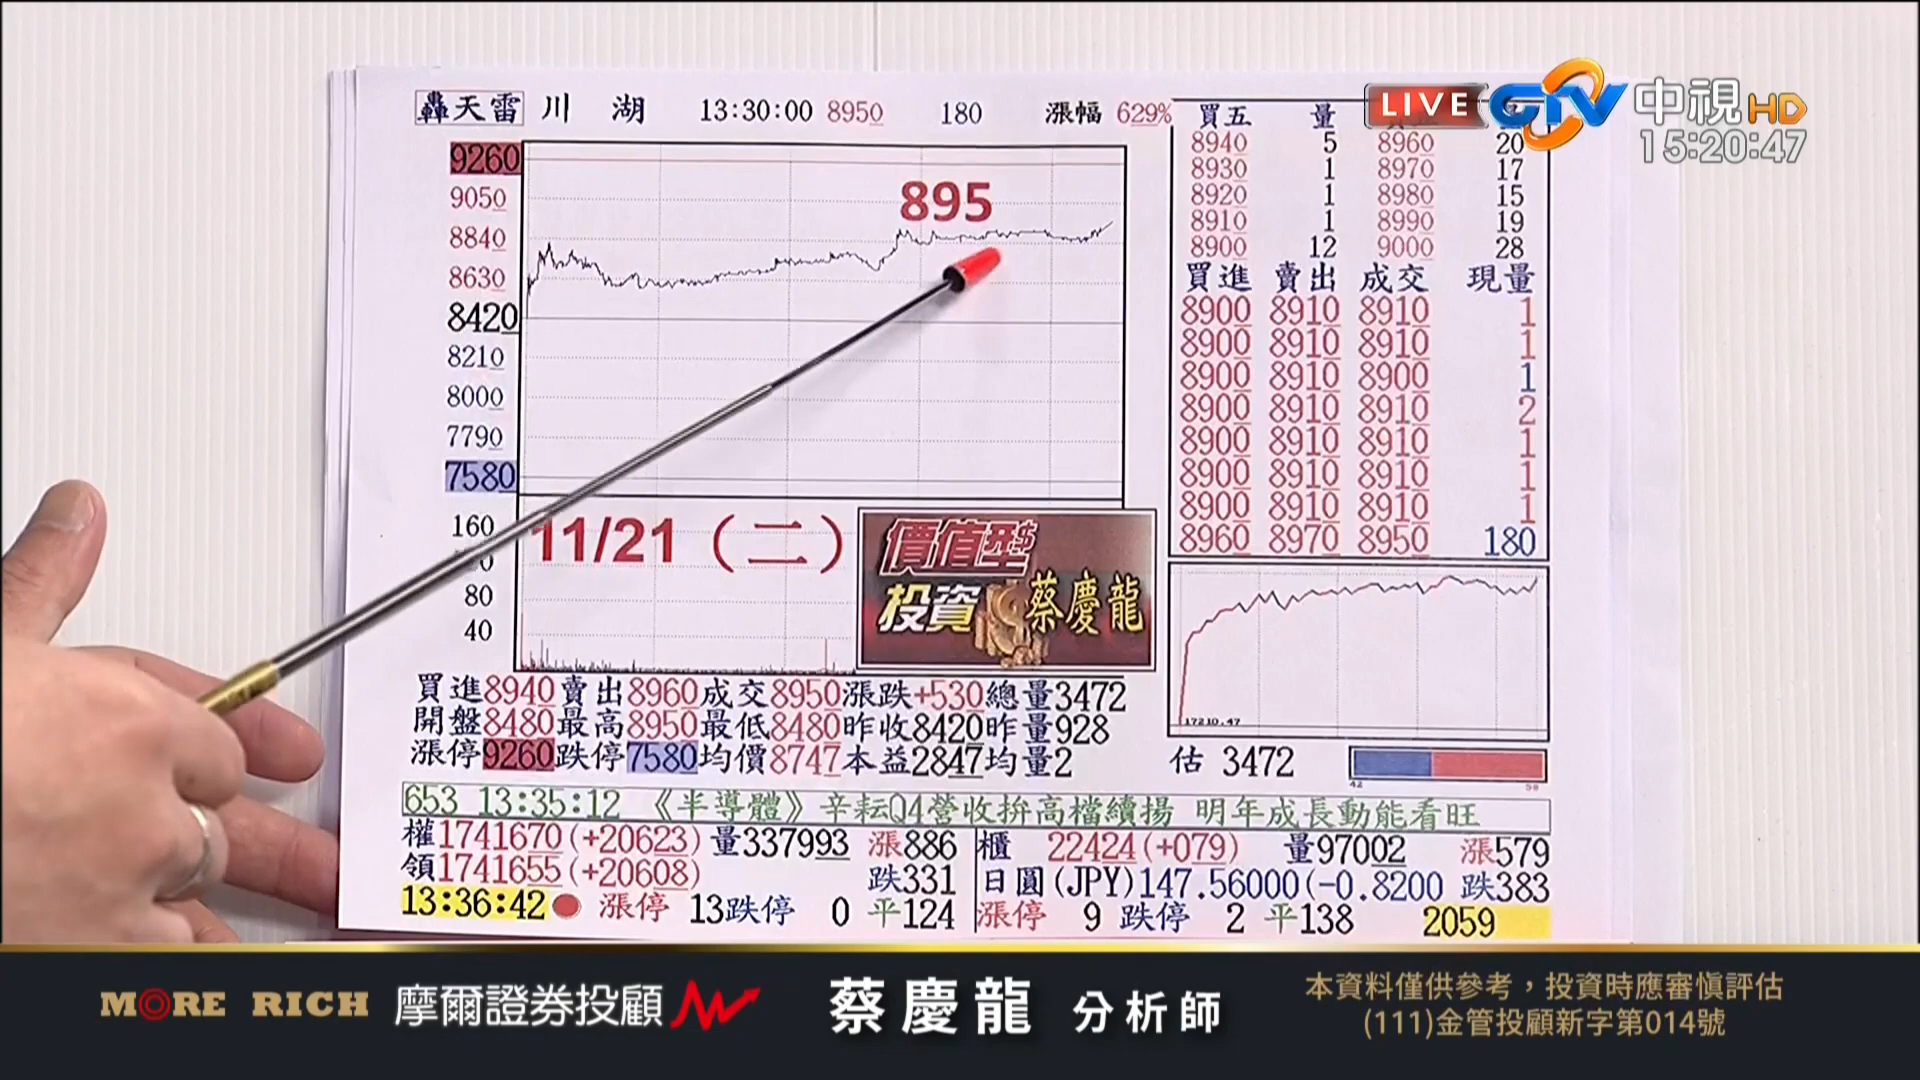 轟天雷 川 湖 13:30:00 8950 180 漲幅 629%
LIVE CTV 中視HD
15:20:47
買五 量
8940 5 8960 20
8930 1 8970 17
8920 1 8980 15
8910 1 8990 19
8900 12 9000 28
買進 賣出 成交 現量
8900 8910 8910 1
8900 8910 8910 1
8900 8910 8900 1
8900 8910 8910 2
8900 8910 8910 1
8900 8910 8910 1
8900 8910 8910 1
8960 8970 8950 180
9260
9050
8840
8630
8420
8210
8000
7790
7580
895
160
80
40
11/21(二)
價值型
投資 蔡慶龍
17210.47
估 3472
42 58
買進8940賣出8960成交8950漲跌+530總量3472
開盤8480最高8950最低8480昨收8420昨量928
漲停9260跌停7580均價8747本益2847均量2
653 13:35:12 《半導體》辛耘Q4營收拚高檔續揚 明年成長動能看旺
權1741670(+20623)量337993 漲886 櫃 22424(+079) 量97002 漲579
領1741655(+20608) 跌331 日圓(JPY)147.56000(-0.8200 跌383
13:36:42 漲停 13跌停 0 平124 漲停 9 跌停 2 平138 2059
MORE RICH 摩爾證券投顧 蔡慶龍 分析師
本資料僅供參考，投資時應審慎評估
(111)金管投顧新字第014號